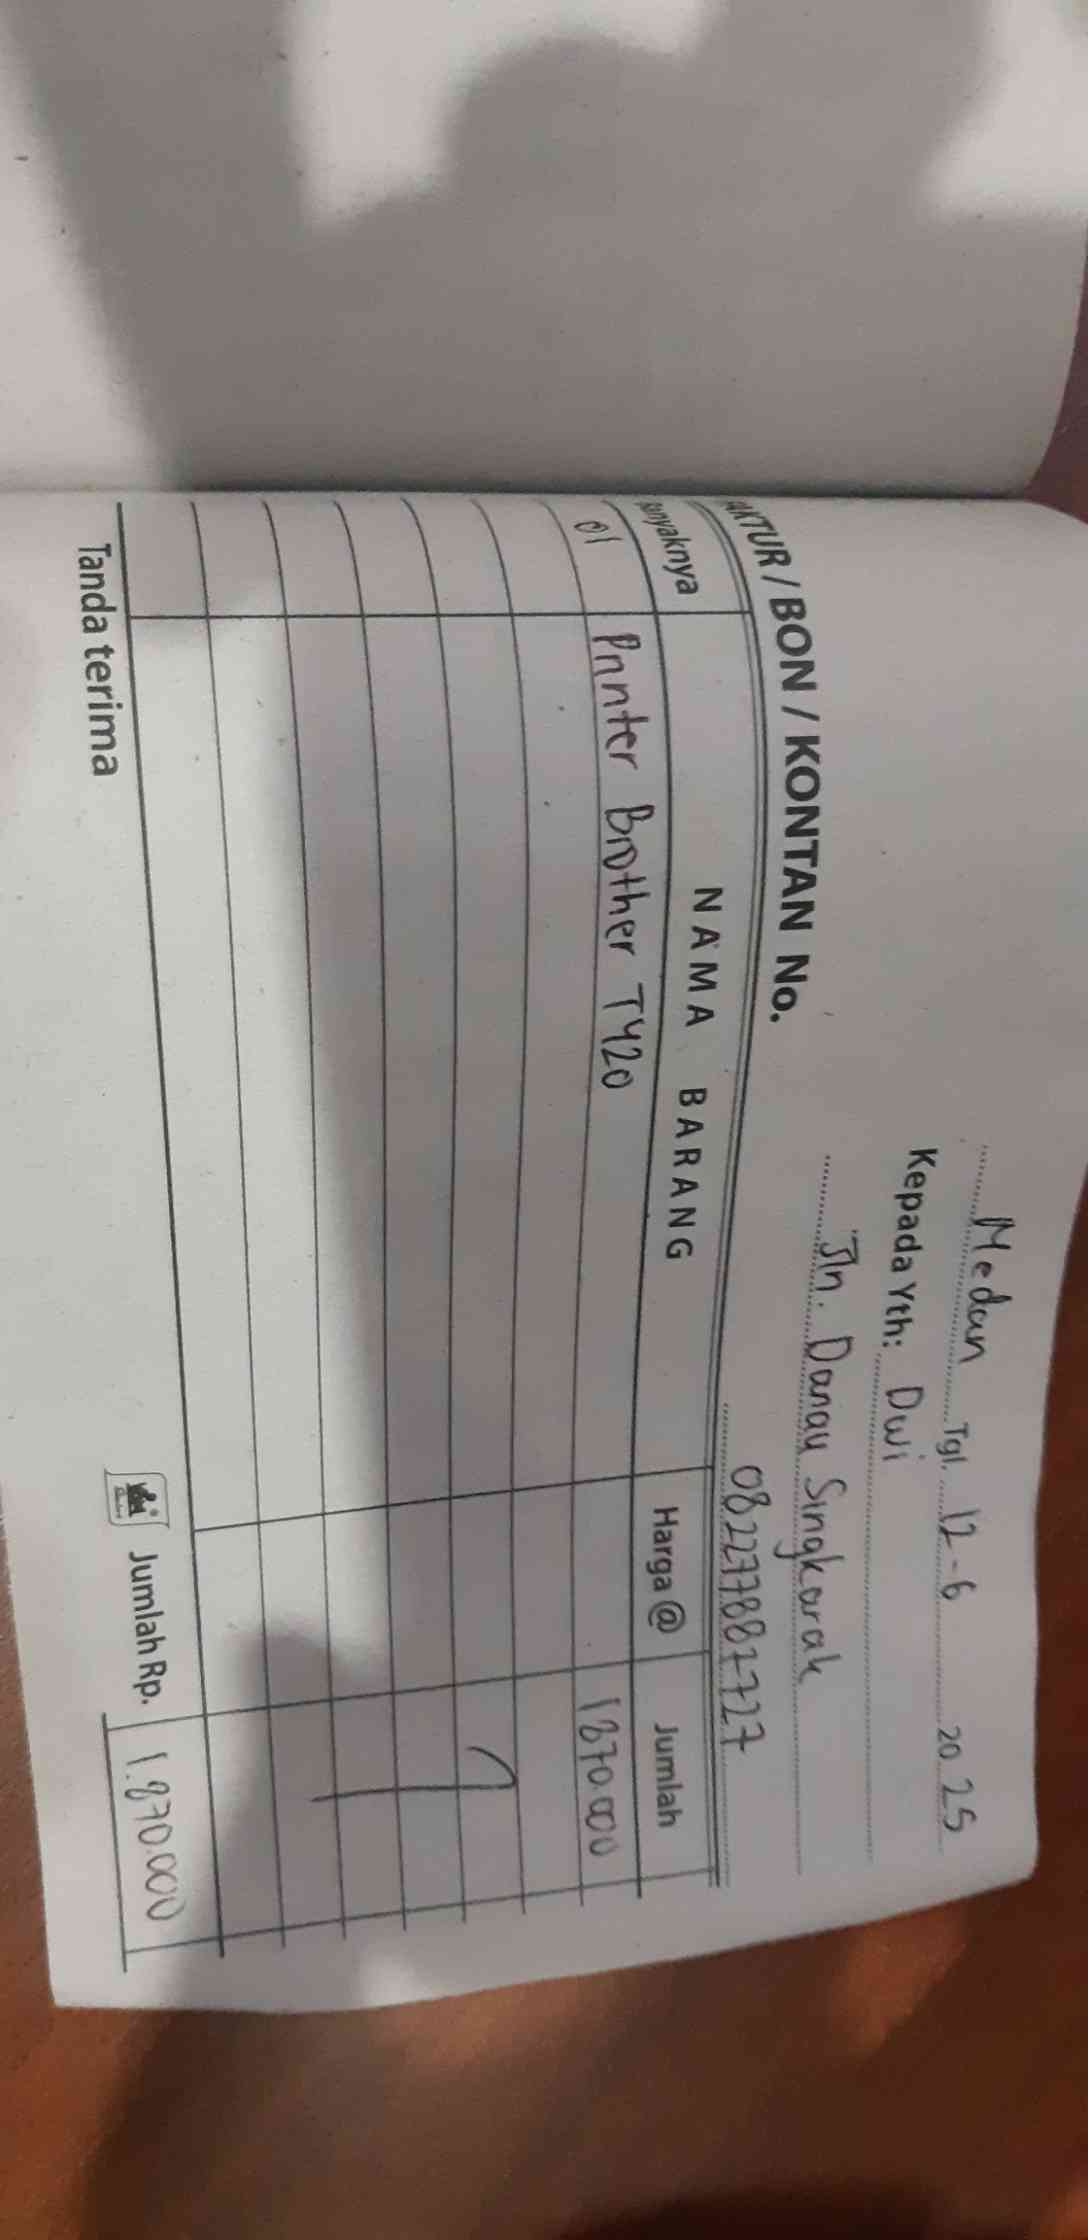 Medan Tgl. 12-6 20 25
Kepada Yth: Dwi
Jln. Danau Singkarak
082277887727
FAKTUR / BON / KONTAN No.
anyaknya NAMA BARANG Harga @ Jumlah
01 Printer Brother T420 1870.000
Tanda terima Jumlah Rp. 1.870.000